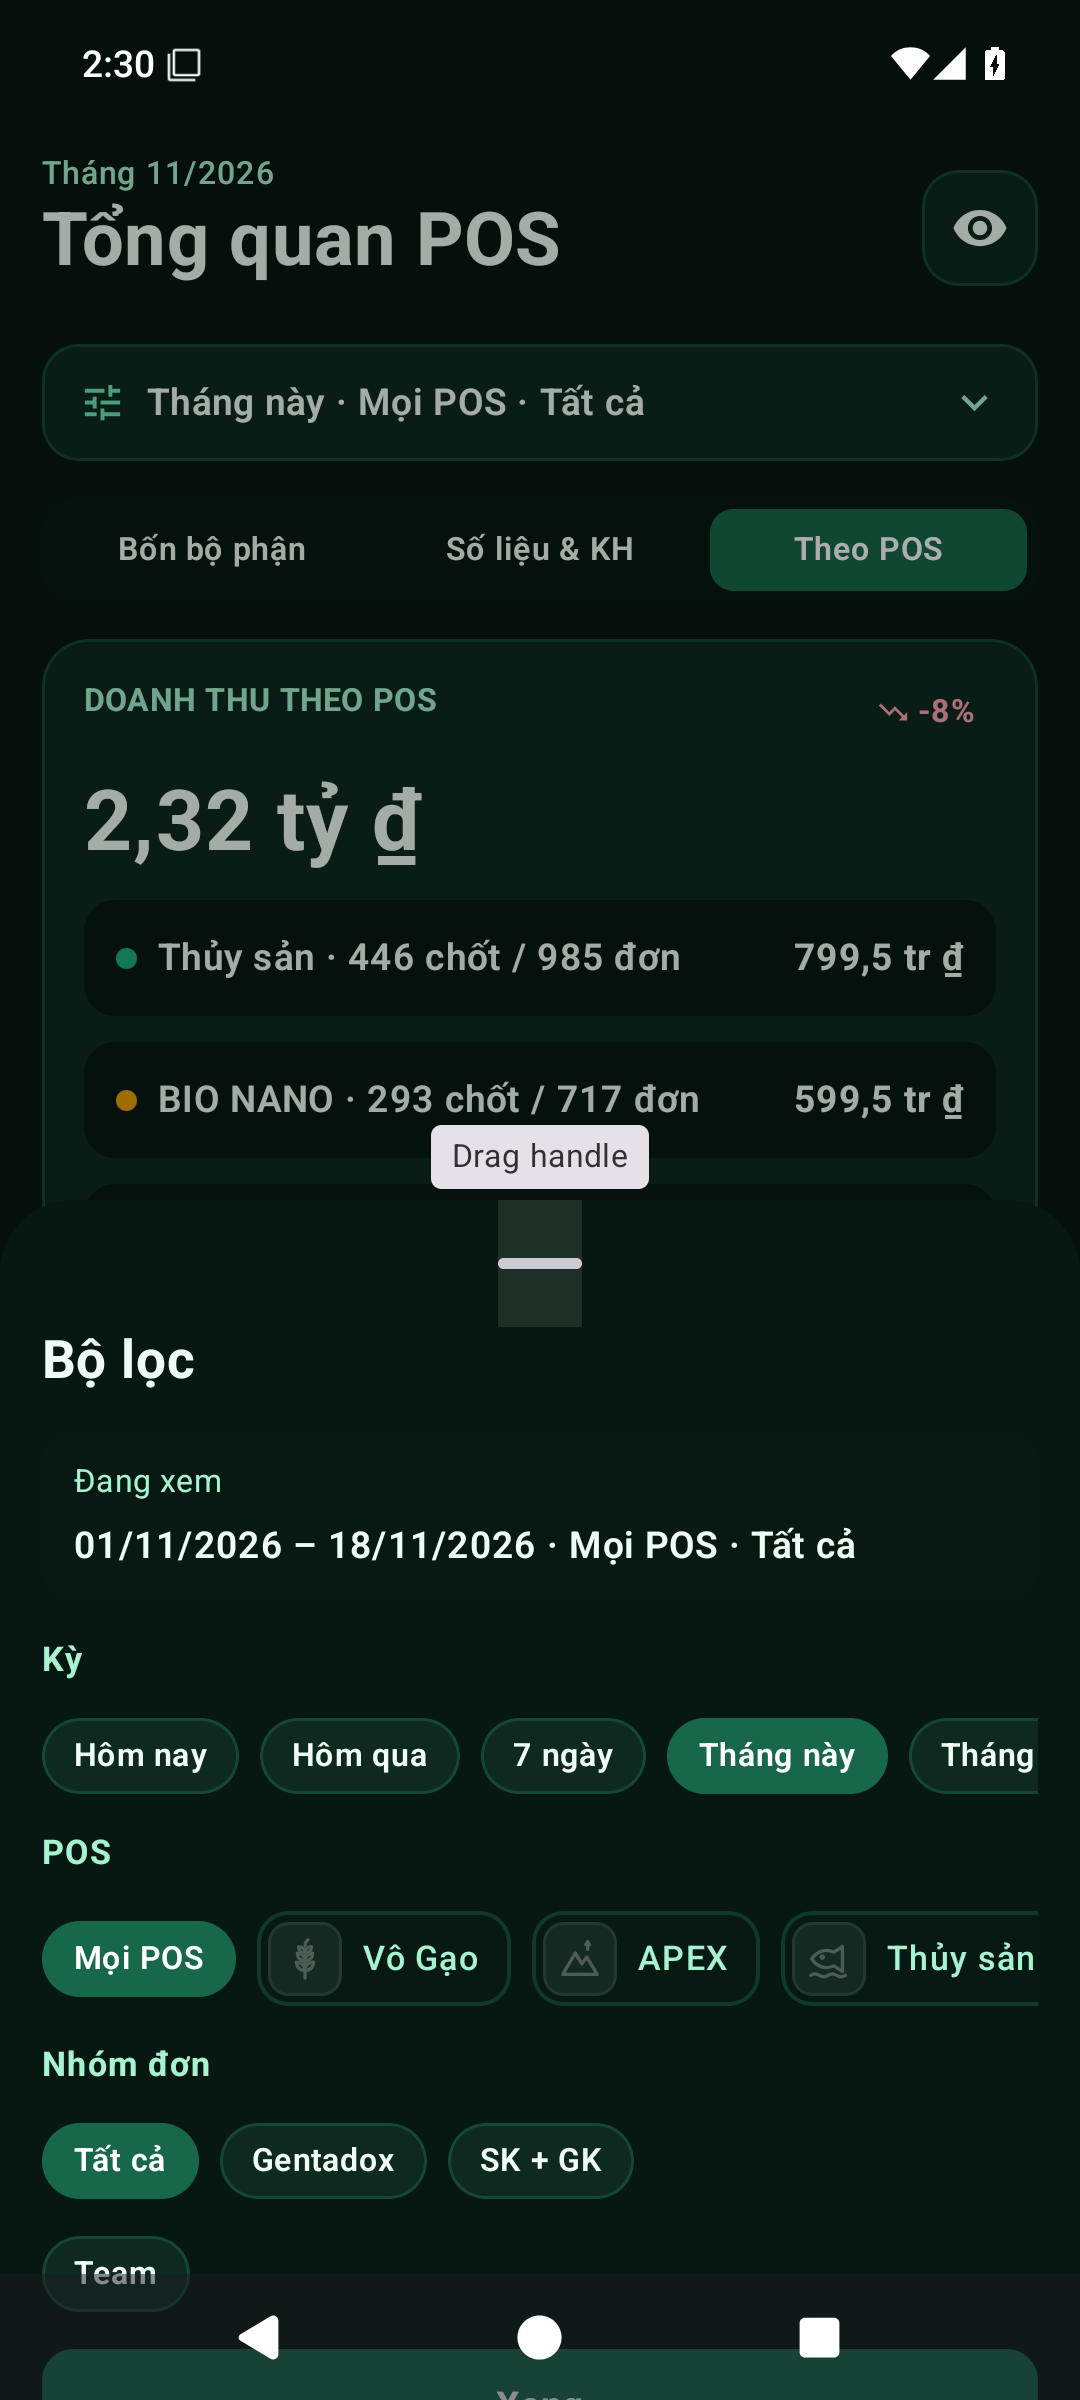 2:30
Tháng 11/2026
Tổng quan POS
Tháng này · Mọi POS · Tất cả
Bốn bộ phận
Số liệu & KH
Theo POS
DOANH THU THEO POS
-8%
2,32 tỷ ₫
Thủy sản · 446 chốt / 985 đơn
799,5 tr ₫
BIO NANO · 293 chốt / 717 đơn
599,5 tr ₫
Drag handle
Bộ lọc
Đang xem
01/11/2026 – 18/11/2026 · Mọi POS · Tất cả
Kỳ
Hôm nay
Hôm qua
7 ngày
Tháng này
Tháng
POS
Mọi POS
Vô Gạo
APEX
Thủy sản
Nhóm đơn
Tất cả
Gentadox
SK + GK
Team